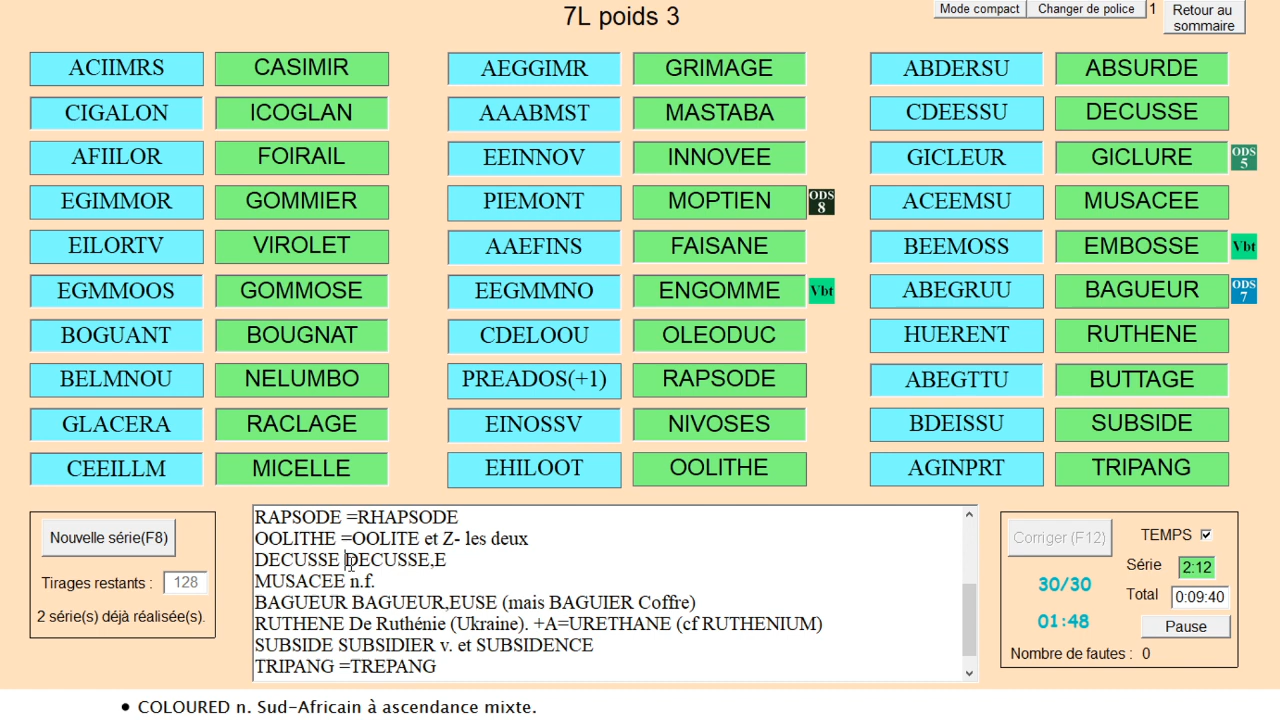 7L poids 3
Mode compact Changer de police 1 Retour au sommaire
ACIIMRS CASIMIR AEGGIMR GRIMAGE ABDERSU ABSURDE
CIGALON ICOGLAN AAABMST MASTABA CDEESSU DECUSSE
AFIILOR FOIRAIL EEINNOV INNOVEE GICLEUR GICLURE ODS 5
EGIMMOR GOMMIER PIEMONT MOPTIEN ODS 8 ACEEMSU MUSACEE
EILORTV VIROLET AAEFINS FAISANE BEEMOSS EMBOSSE Vbt
EGMMOOS GOMMOSE EEGMMNO ENGOMME Vbt ABEGRUU BAGUEUR ODS 7
BOGUANT BOUGNAT CDELOOU OLEODUC HUERENT RUTHENE
BELMNOU NELUMBO PREADOS(+1) RAPSODE ABEGTTU BUTTAGE
GLACERA RACLAGE EINOSSV NIVOSES BDEISSU SUBSIDE
CEEILLM MICELLE EHILOOT OOLITHE AGINPRT TRIPANG
Nouvelle série(F8)
Tirages restants : 128
2 série(s) déjà réalisée(s).
RAPSODE =RHAPSODE
OOLITHE =OOLITE et Z- les deux
DECUSSE DECUSSE,E
MUSACEE n.f.
BAGUEUR BAGUEUR,EUSE (mais BAGUIER Coffre)
RUTHENE De Ruthénie (Ukraine). +A=URETHANE (cf RUTHENIUM)
SUBSIDE SUBSIDIER v. et SUBSIDENCE
TRIPANG =TREPANG
Corriger (F12) TEMPS
Série 2:12
30/30
Total 0:09:40
01:48 Pause
Nombre de fautes : 0
• COLOURED n. Sud-Africain à ascendance mixte.